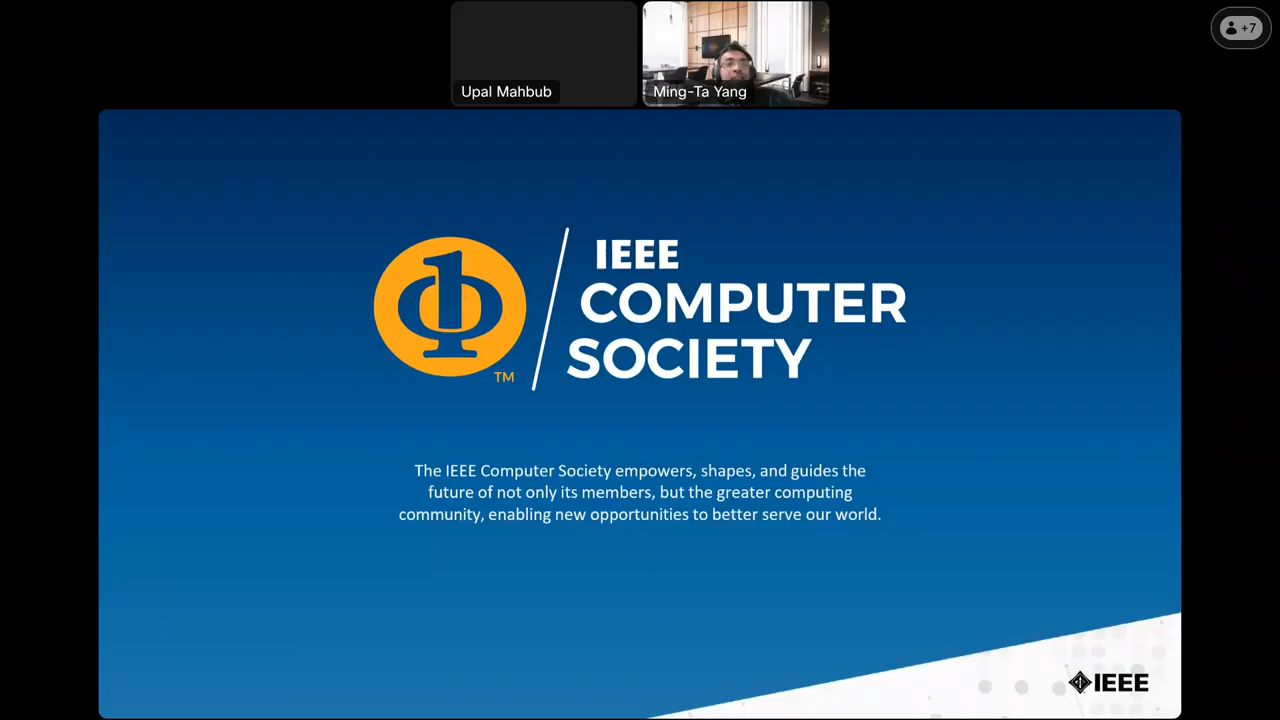 Upal Mahbub
Ming-Ta Yang
+7
IEEE
COMPUTER
SOCIETY
TM
The IEEE Computer Society empowers, shapes, and guides the
future of not only its members, but the greater computing
community, enabling new opportunities to better serve our world.
IEEE